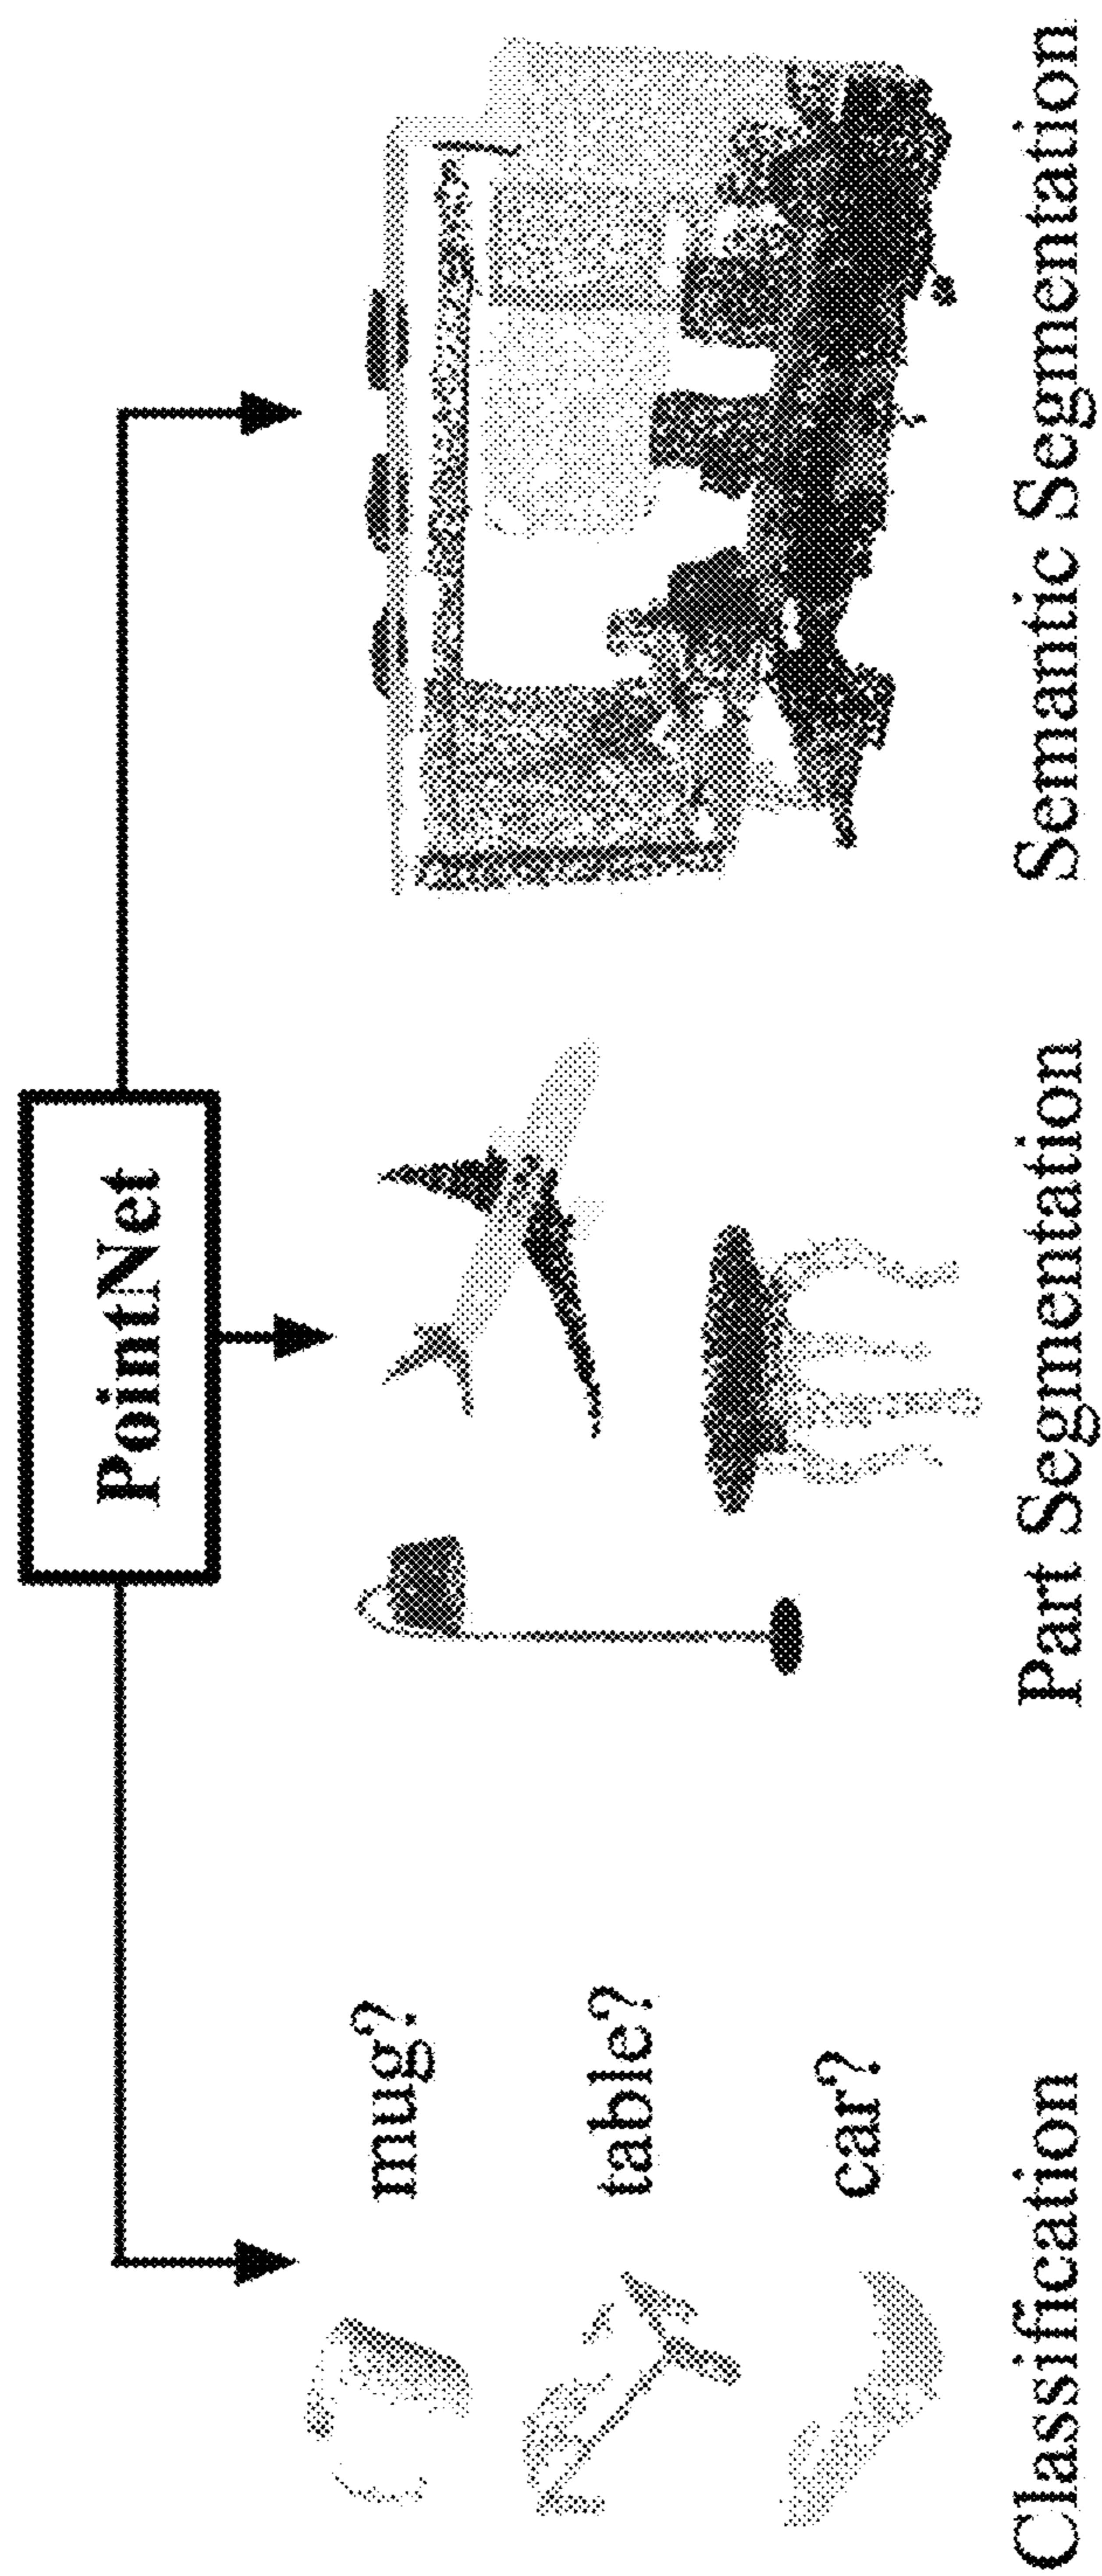 PointNet
mug?
table?
car?
Classification
Part Segmentation
Semantic Segmentation